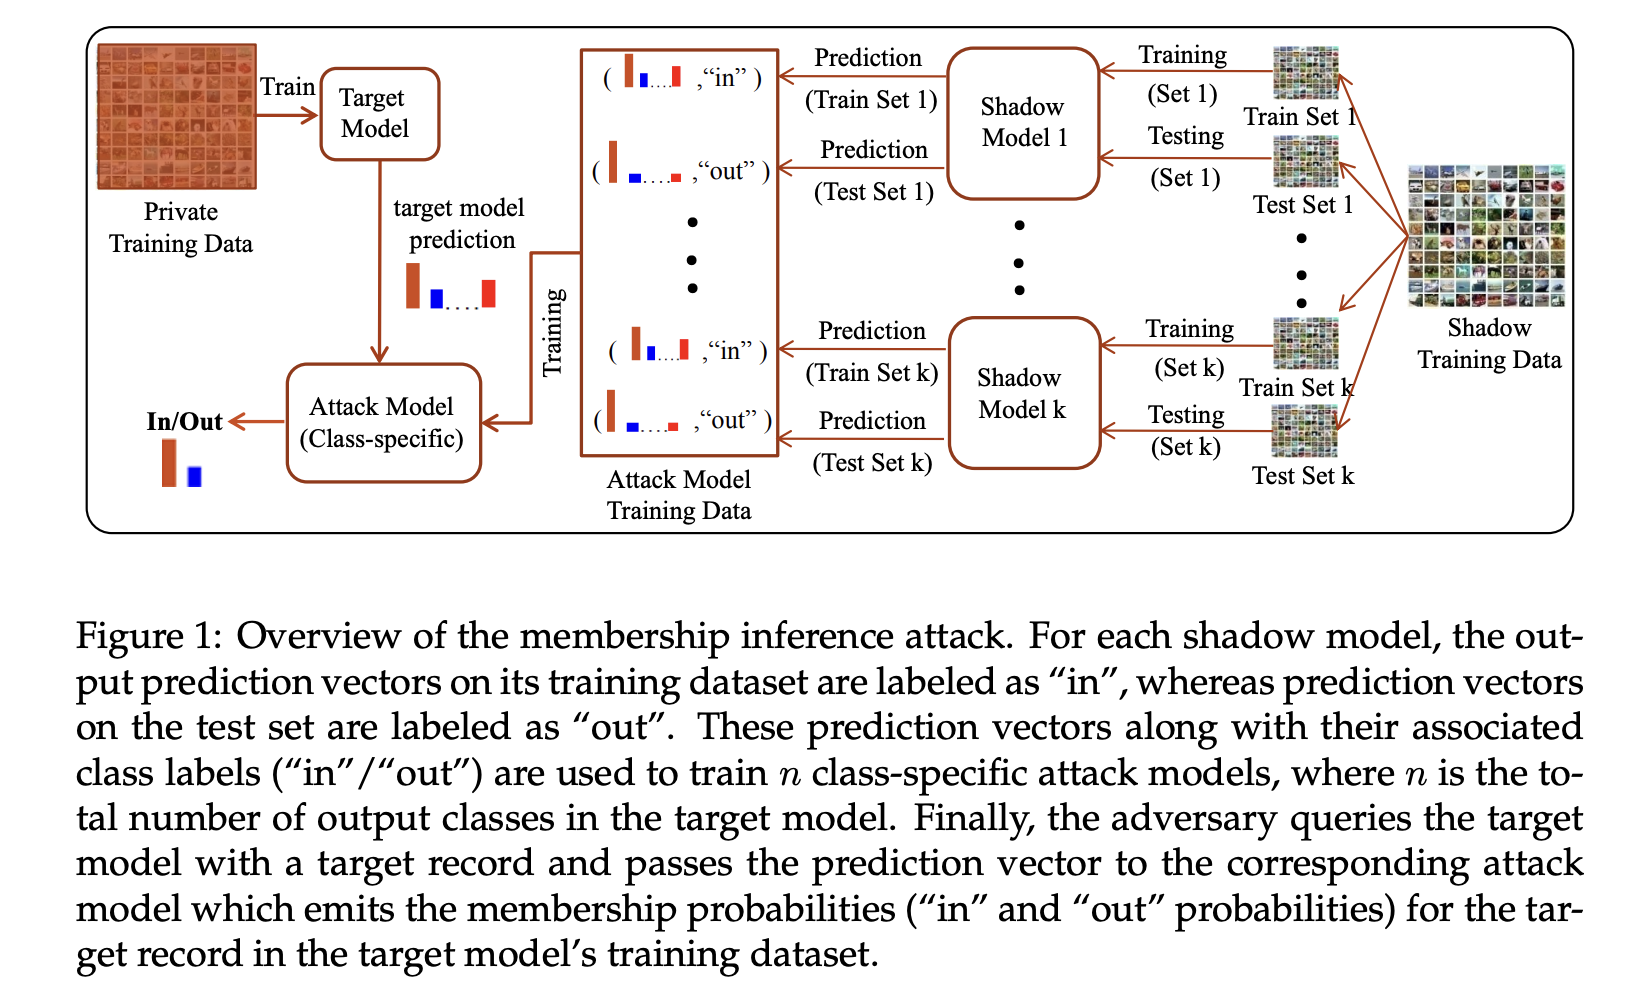 Train
Target
Model
Private
Training Data
target model
prediction
Training
In/Out
Attack Model
(Class-specific)
( .... ,“in” )
( .... ,“out” )
( .... ,“in” )
( .... ,“out” )
Attack Model
Training Data
Prediction
(Train Set 1)
Prediction
(Test Set 1)
Prediction
(Train Set k)
Prediction
(Test Set k)
Shadow
Model 1
Shadow
Model k
Training
(Set 1)
Testing
(Set 1)
Training
(Set k)
Testing
(Set k)
Train Set 1
Test Set 1
Train Set k
Test Set k
Shadow
Training Data
Figure 1: Overview of the membership inference attack. For each shadow model, the out-
put prediction vectors on its training dataset are labeled as “in”, whereas prediction vectors
on the test set are labeled as “out”. These prediction vectors along with their associated
class labels (“in”/“out”) are used to train n class-specific attack models, where n is the to-
tal number of output classes in the target model. Finally, the adversary queries the target
model with a target record and passes the prediction vector to the corresponding attack
model which emits the membership probabilities (“in” and “out” probabilities) for the tar-
get record in the target model’s training dataset.